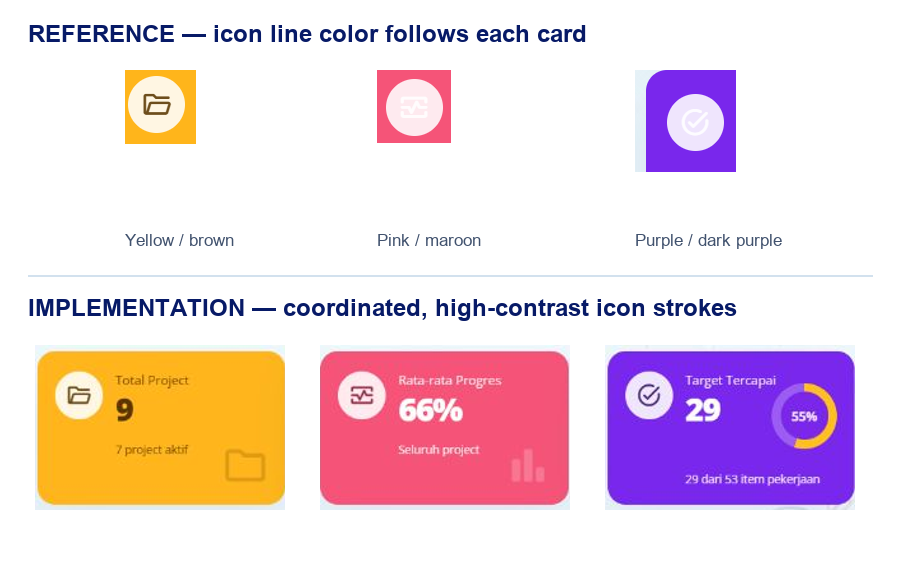 REFERENCE — icon line color follows each card
Yellow / brown
Pink / maroon
Purple / dark purple
IMPLEMENTATION — coordinated, high-contrast icon strokes
Total Project
9
7 project aktif
Rata-rata Progres
66%
Seluruh project
Target Tercapai
29
55%
29 dari 53 item pekerjaan